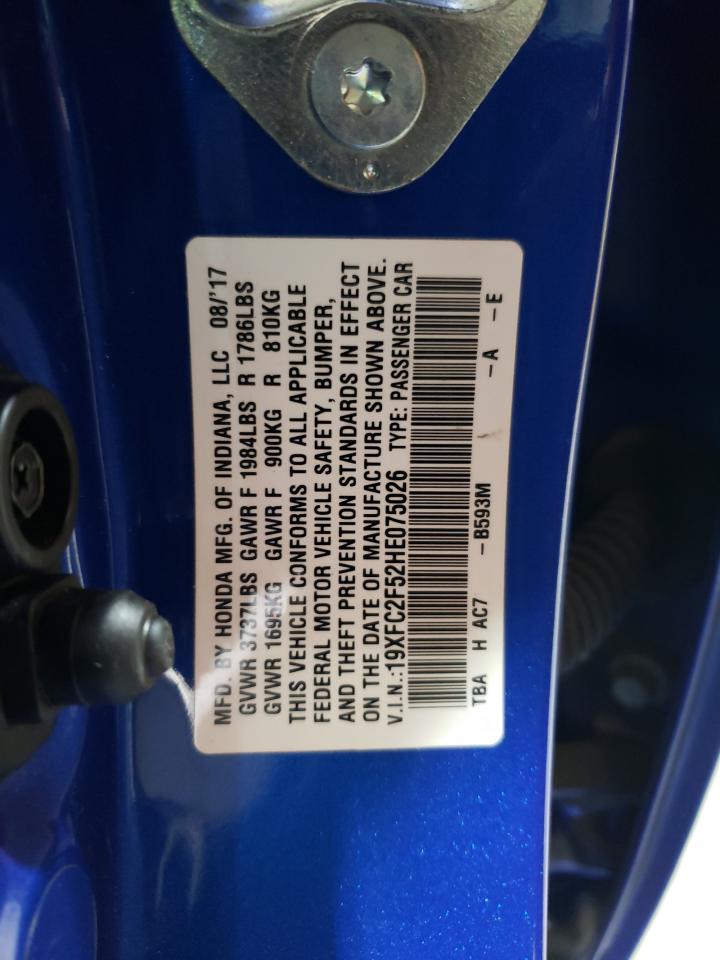 MFD. BY HONDA MFG. OF INDIANA, LLC 08/'17
GVWR 3737LBS GAWR F 1984LBS R 1786LBS
GVWR 1695KG GAWR F 900KG R 810KG
THIS VEHICLE CONFORMS TO ALL APPLICABLE
FEDERAL MOTOR VEHICLE SAFETY, BUMPER,
AND THEFT PREVENTION STANDARDS IN EFFECT
ON THE DATE OF MANUFACTURE SHOWN ABOVE.
V.I.N.:19XFC2F52HE075026 TYPE: PASSENGER CAR
TBA H AC7 -B593M -A -E